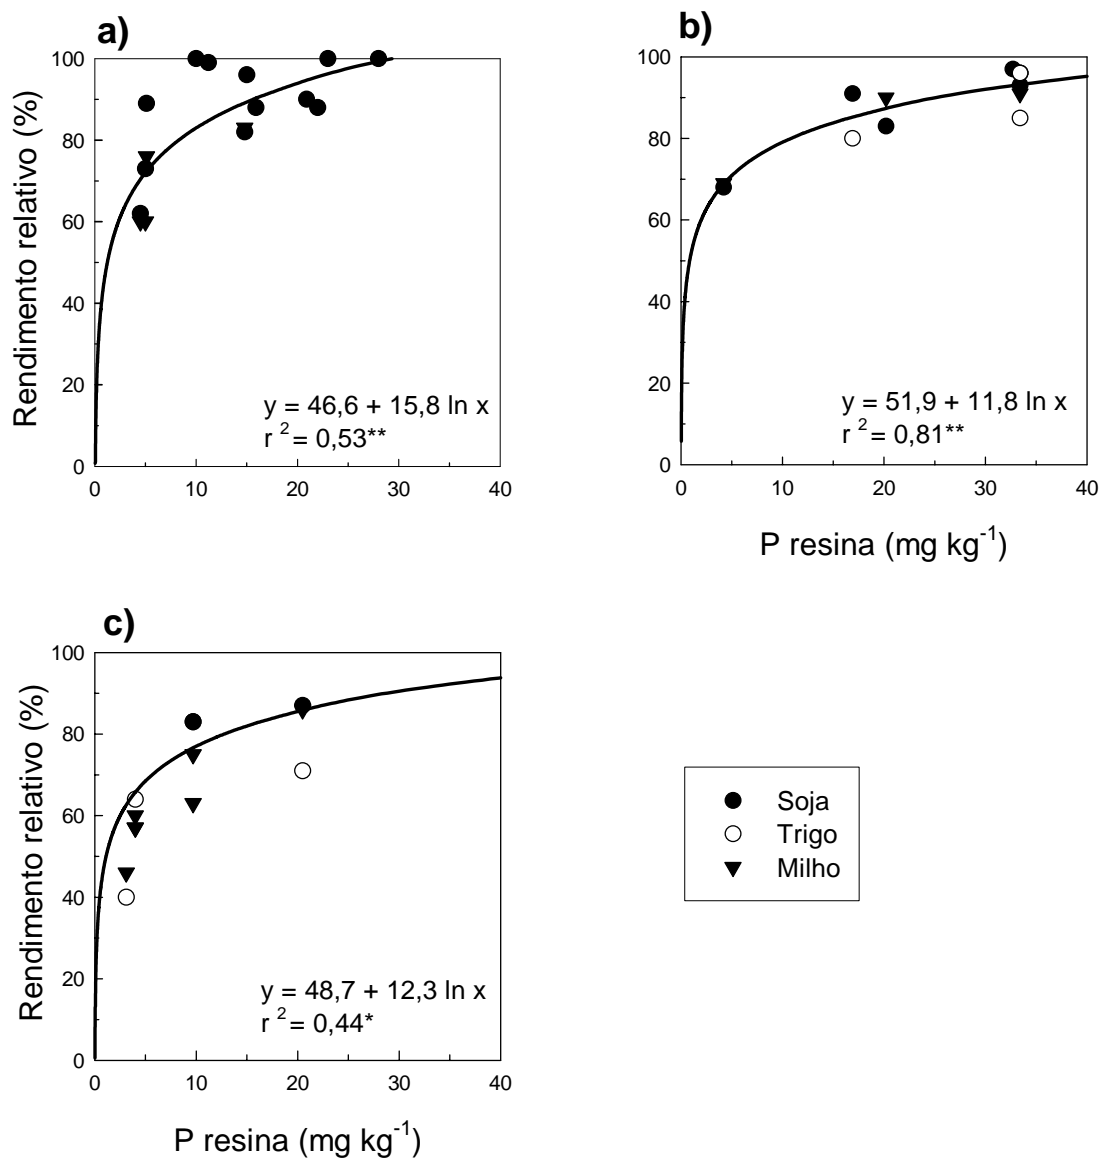 a)
100
80
60
40
20
0
Rendimento relativo (%)
y = 46,6 + 15,8 ln x
r 2 = 0,53**
0 10 20 30 40
b)
100
80
60
40
20
0
y = 51,9 + 11,8 ln x
r 2 = 0,81**
0 10 20 30 40
P resina (mg kg-1)
c)
100
80
60
40
20
0
Rendimento relativo (%)
y = 48,7 + 12,3 ln x
r 2 = 0,44*
0 10 20 30 40
P resina (mg kg-1)
Soja
Trigo
Milho